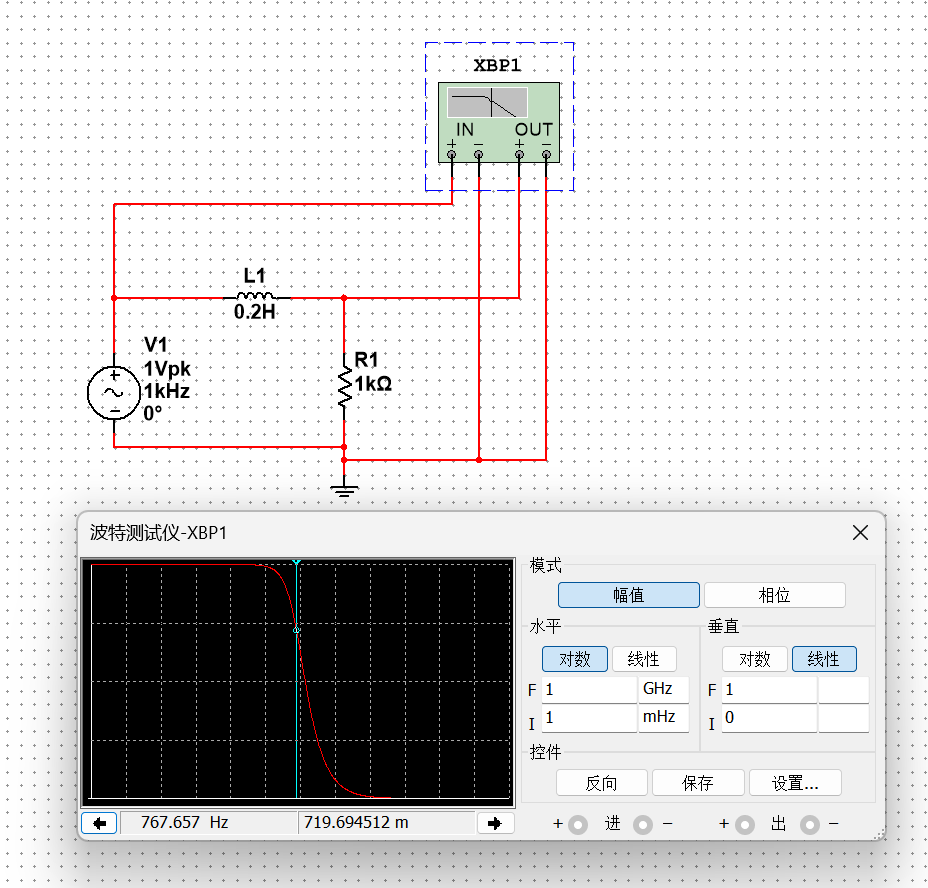 XBP1
IN OUT
+ − + −
L1
0.2H
V1
1Vpk
1kHz
0°
+
−
R1
1kΩ
波特测试仪-XBP1
模式
幅值 相位
水平 垂直
对数 线性 对数 线性
F 1 GHz F 1
I 1 mHz I 0
控件
反向 保存 设置...
767.657 Hz 719.694512 m
+ 进 − + 出 −